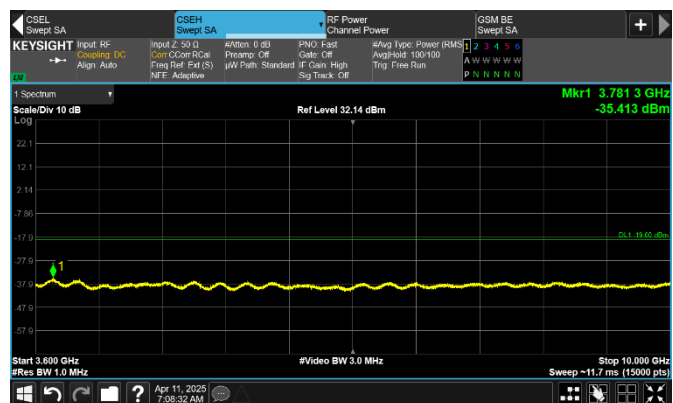 CSEL
Swept SA
CSEH
Swept SA
RF Power
Channel Power
GSM BE
Swept SA
+
KEYSIGHT
LXI
Input: RF
Coupling: DC
Align: Auto
Input Z: 50 Ω
Corr CCorr RCal
Freq Ref: Ext (S)
NFE: Adaptive
#Atten: 0 dB
Preamp: Off
µW Path: Standard
PNO: Fast
Gate: Off
IF Gain: High
Sig Track: Off
#Avg Type: Power (RMS)
Avg|Hold: 100/100
Trig: Free Run
1 2 3 4 5 6
A W W W W W
P N N N N N
1 Spectrum
Mkr1 3.781 3 GHz
Scale/Div 10 dB
Ref Level 32.14 dBm
-35.413 dBm
Log
22.1
12.1
2.14
-7.86
-17.9
DL1 -19.00 dBm
-27.9
1
-37.9
-47.9
-57.9
Start 3.600 GHz
#Video BW 3.0 MHz
Stop 10.000 GHz
#Res BW 1.0 MHz
Sweep ~11.7 ms (15000 pts)
?
Apr 11, 2025
7:08:32 AM